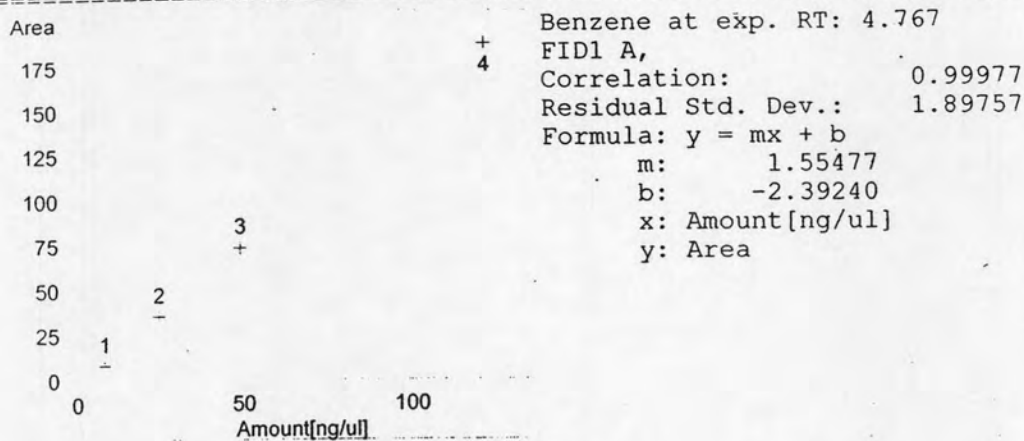 Area
175
150
125
100
75
50
25
0
1
2
3
4
0 50 100
Amount[ng/ul]
Benzene at exp. RT: 4.767
FID1 A,
Correlation: 0.99977
Residual Std. Dev.: 1.89757
Formula: y = mx + b
m: 1.55477
b: -2.39240
x: Amount[ng/ul]
y: Area